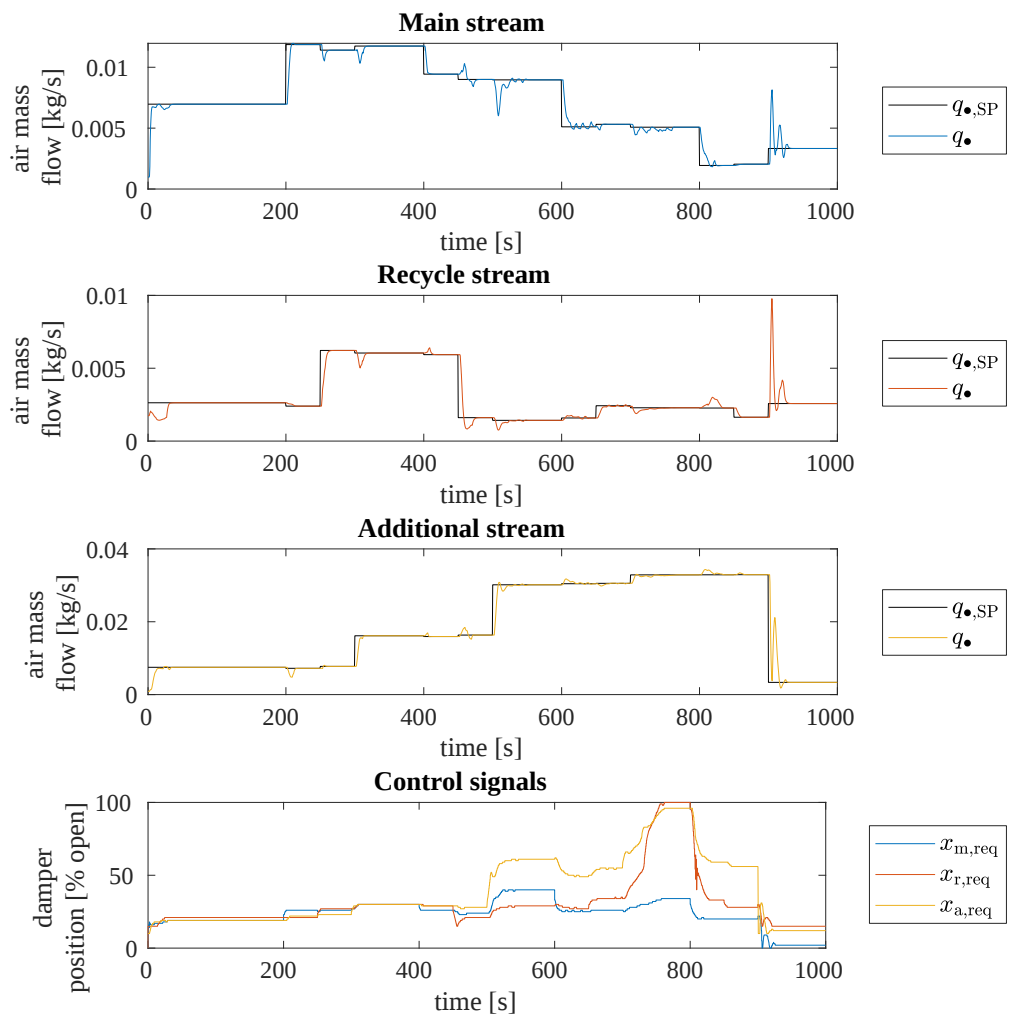 Main stream
0.01
0.005
0
air mass
flow [kg/s]
0 200 400 600 800 1000
time [s]
q●,SP
q●
Recycle stream
0.01
0.005
0
air mass
flow [kg/s]
0 200 400 600 800 1000
time [s]
q●,SP
q●
Additional stream
0.04
0.02
0
air mass
flow [kg/s]
0 200 400 600 800 1000
time [s]
q●,SP
q●
Control signals
100
50
0
damper
position [% open]
0 200 400 600 800 1000
time [s]
xm,req
xr,req
xa,req